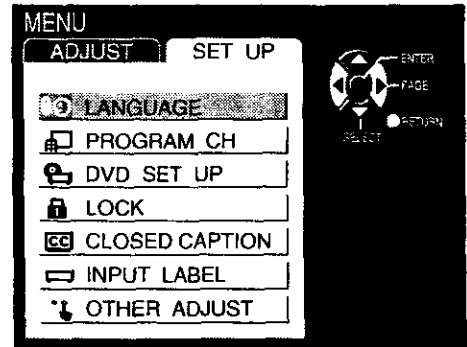 MENU
ADJUST
SET UP
ENTER
PAGE
RETURN
SELECT
LANGUAGE
PROGRAM CH
DVD SET UP
LOCK
CC CLOSED CAPTION
INPUT LABEL
OTHER ADJUST